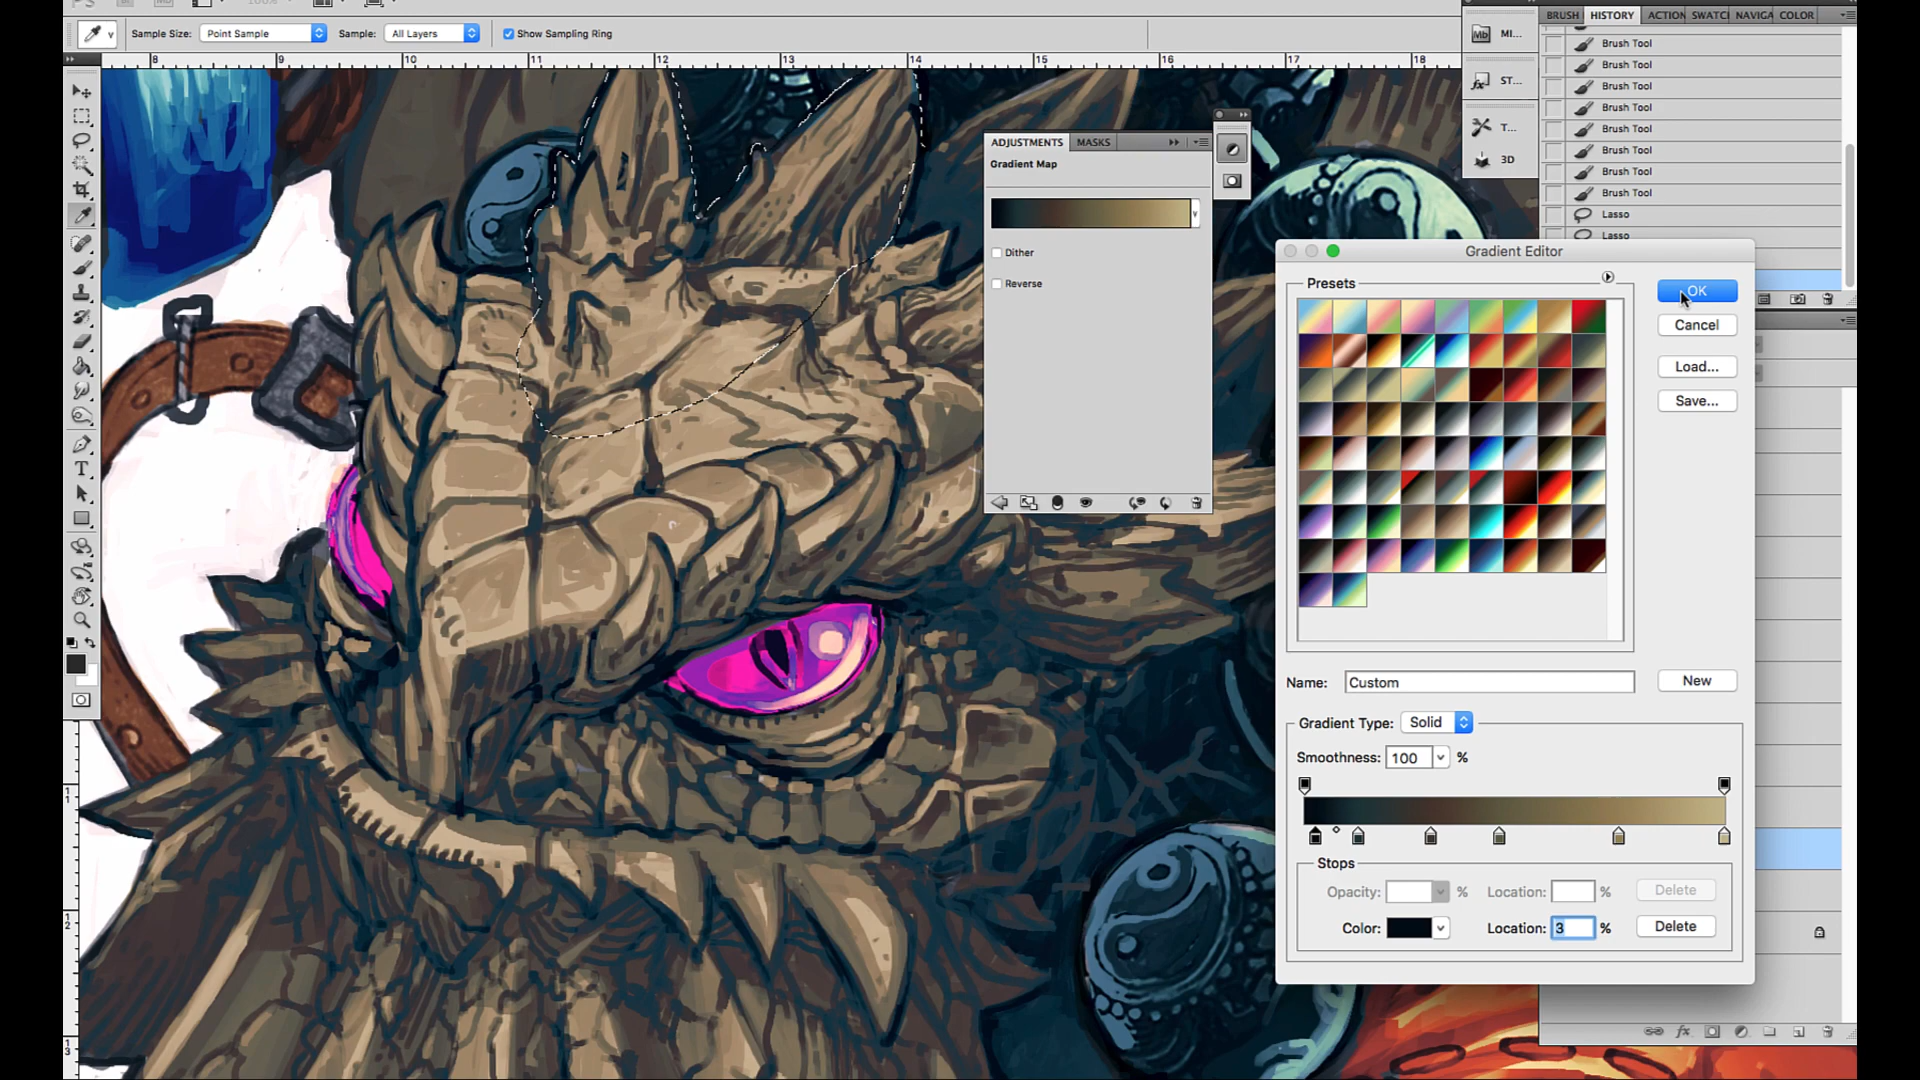 100%
Sample Size: Point Sample Sample: All Layers Show Sampling Ring
8 9 10 11 12 13 14 15 16 17 18
BRUSH HISTORY ACTION SWATC NAVIGA COLOR
MI...
ST...
T...
3D
Brush Tool
Brush Tool
Brush Tool
Brush Tool
Brush Tool
Brush Tool
Brush Tool
Brush Tool
Lasso
Lasso
ADJUSTMENTS MASKS
Gradient Map
Dither
Reverse
Gradient Editor
Presets
OK
Cancel
Load...
Save...
Name: Custom New
Gradient Type: Solid
Smoothness: 100 %
Stops
Opacity: % Location: % Delete
Color: Location: 3 % Delete
11
12
13